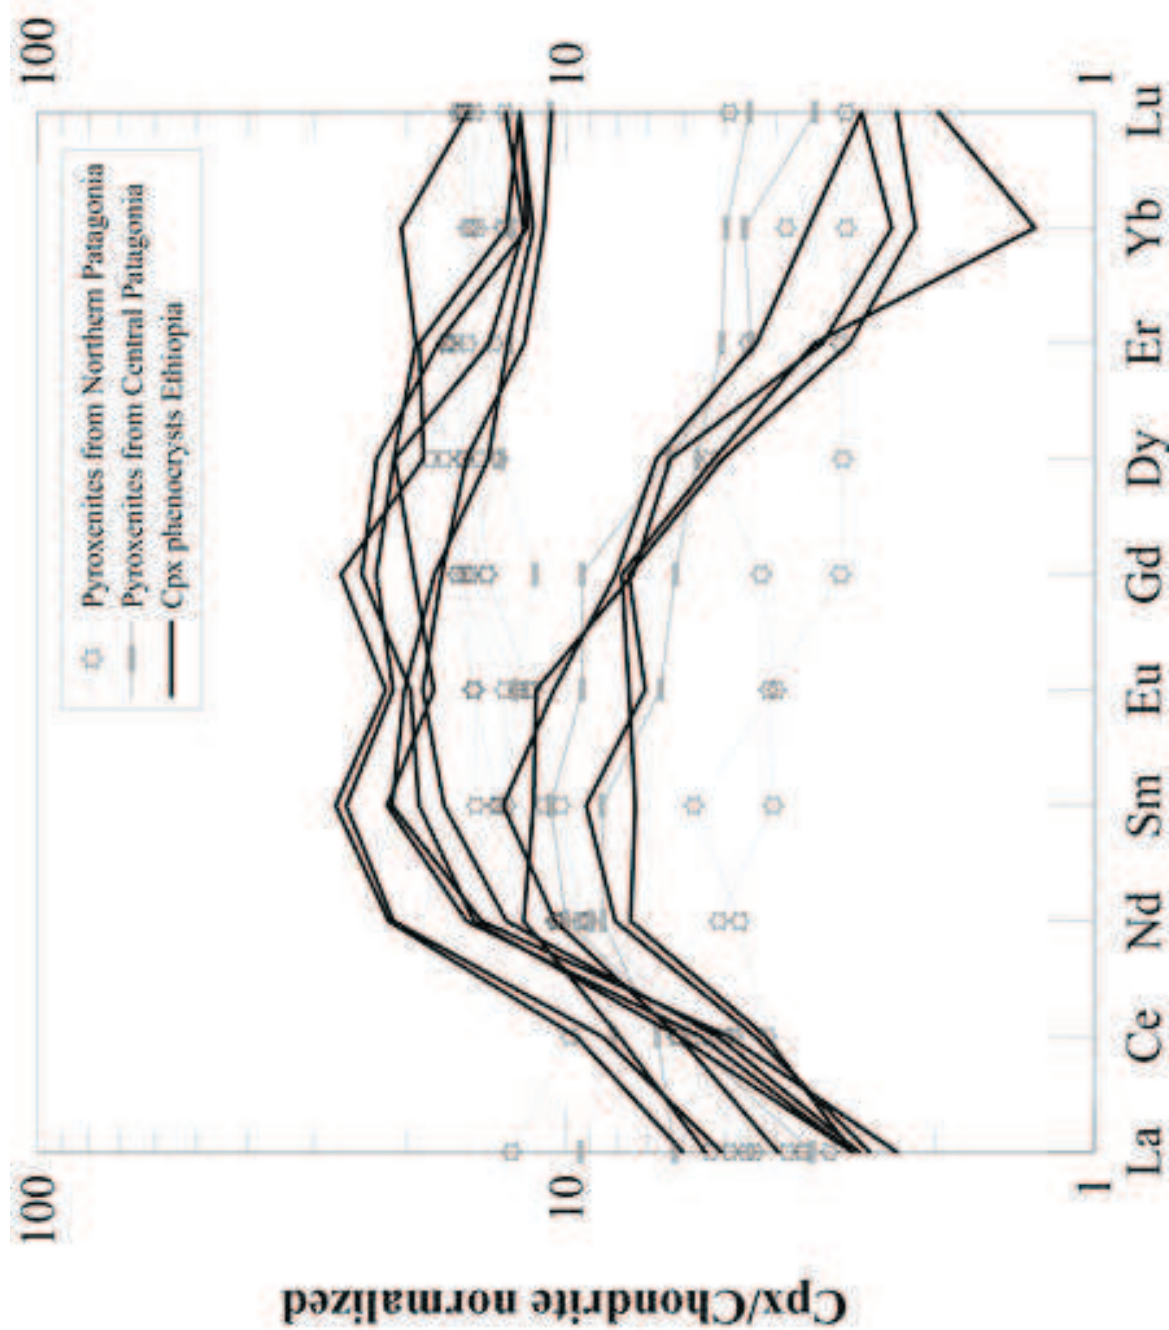 100
10
1
100
10
1
Cpx/Chondrite normalized
Pyroxenites from Northern Patagonia
Pyroxenites from Central Patagonia
Cpx phenocrysts Ethiopia
La Ce Nd Sm Eu Gd Dy Er Yb Lu